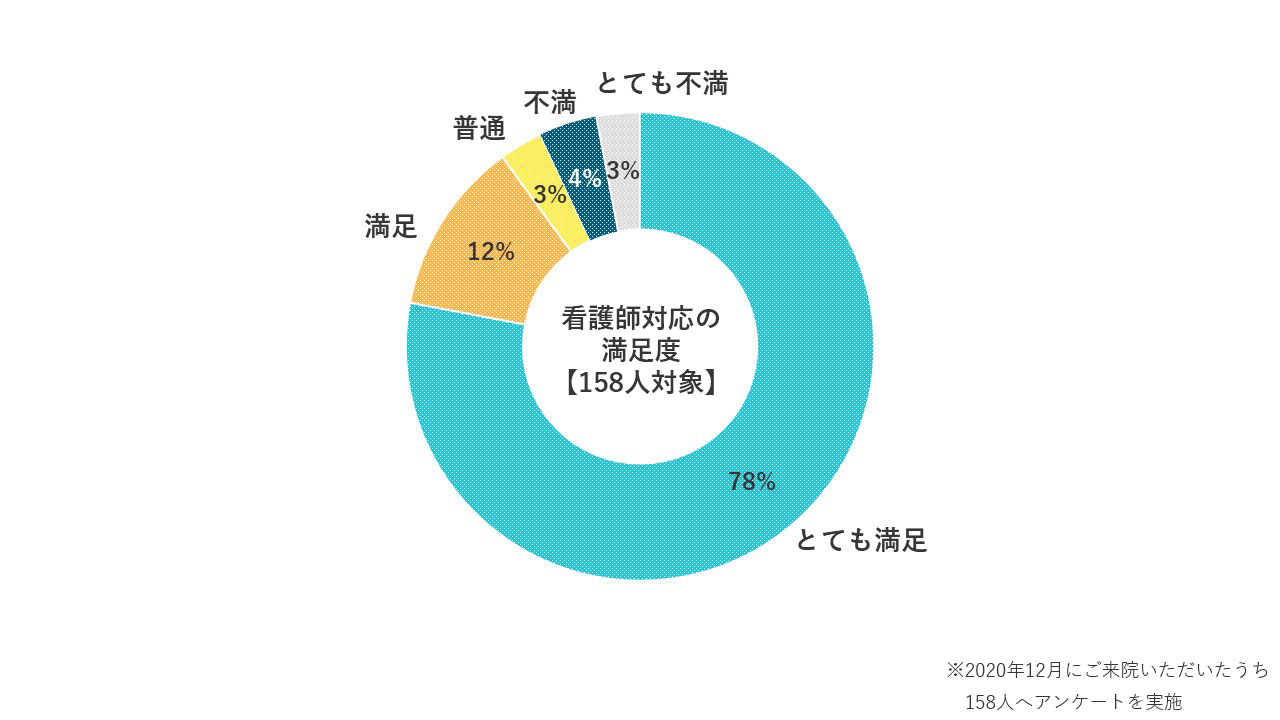 とても不満
不満
普通
満足
3%
4%
3%
12%
看護師対応の
満足度
【158人対象】
78%
とても満足
※2020年12月にご来院いただいたうち
158人へアンケートを実施